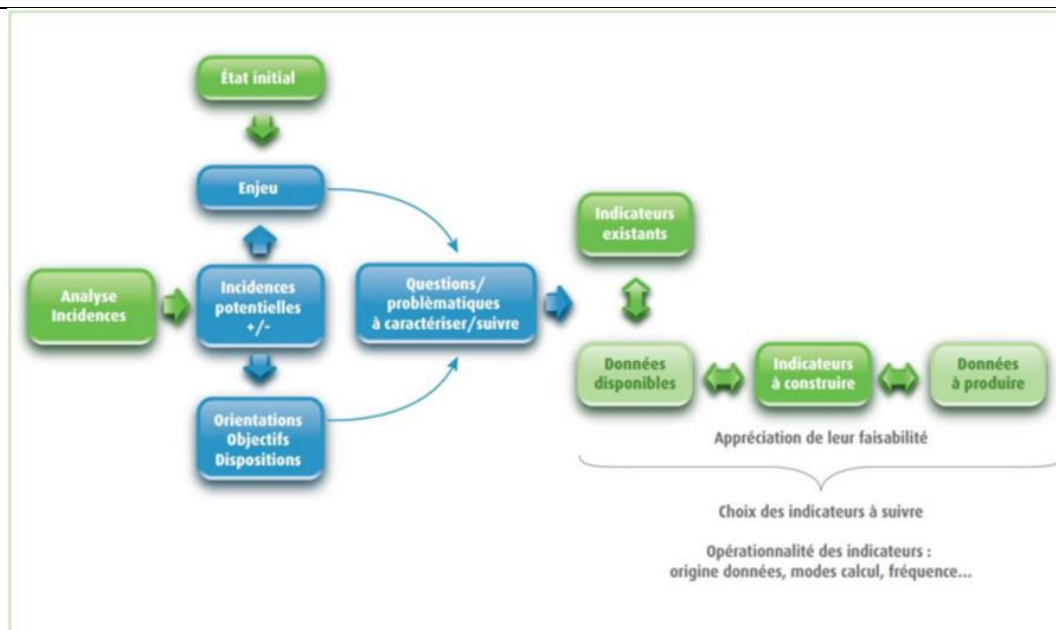 État initial
Enjeu
Analyse
Incidences
Incidences
potentielles
+/-
Orientations
Objectifs
Dispositions
Questions/
problèmatiques
à caractériser/suivre
Indicateurs
existants
Données
disponibles
Indicateurs
à construire
Données
à produire
Appréciation de leur faisabilité
Choix des indicateurs à suivre
Opérationnalité des indicateurs :
origine données, modes calcul, fréquence...